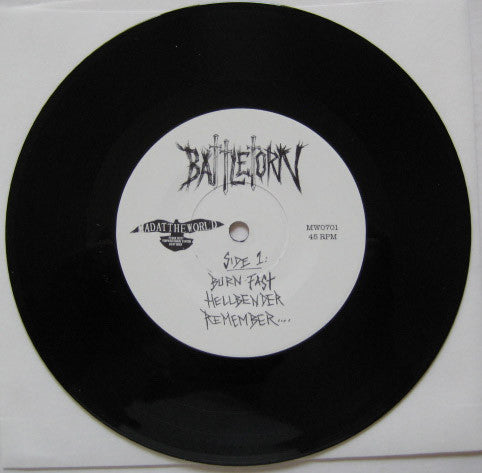 BATTLETORN
MADATTHEWORLD
MW0701
45 RPM
SIDE 1:
BURN FAST
HELLBENDER
REMEMBER....